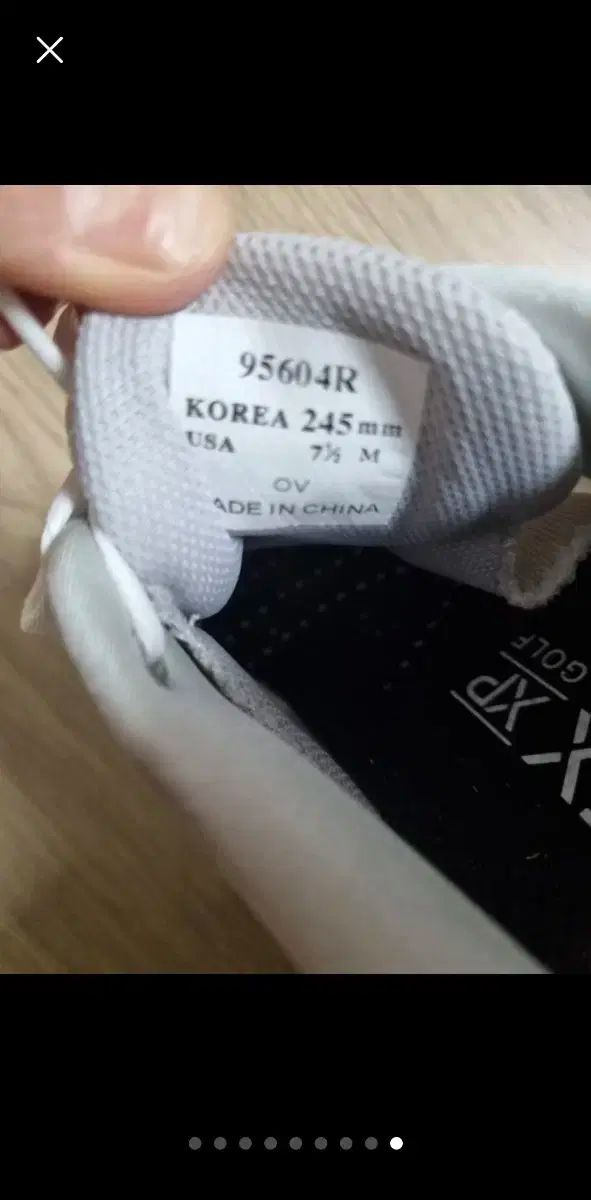 95604R
KOREA 245mm
USA 7½ M
OV
ADE IN CHINA
XP
GOLF